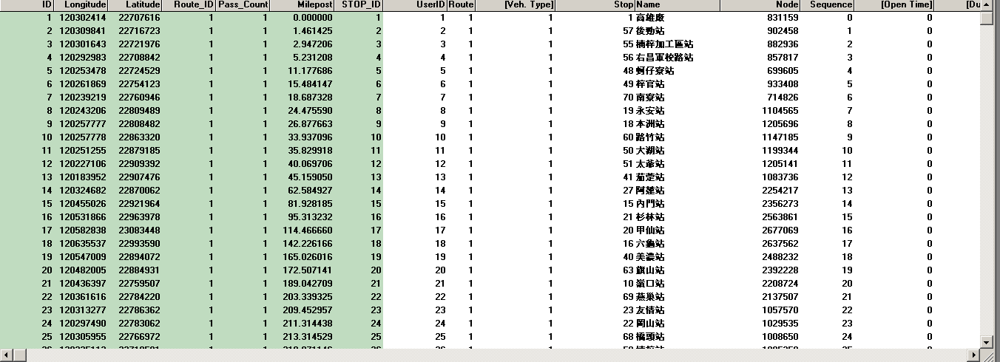 ID Longitude Latitude Route_ID Pass_Count Milepost STOP_ID UserID Route [Veh. Type] Stop Name Node Sequence [Open Time] [Du
1 120302414 22707616 1 1 0.000000 1 1 1 1 1 高雄廠 831159 0 0
2 120309841 22716723 1 1 1.461425 2 2 1 1 57 後勁站 902458 1 0
3 120301643 22721976 1 1 2.947206 3 3 1 1 55 楠梓加工區站 882936 2 0
4 120292983 22708842 1 1 5.231208 4 4 1 1 56 右昌軍校路站 857817 3 0
5 120253478 22724529 1 1 11.177686 5 5 1 1 48 蚵仔寮站 699605 4 0
6 120261869 22754123 1 1 15.484147 6 6 1 1 49 梓官站 933408 5 0
7 120239219 22760946 1 1 18.687328 7 7 1 1 70 南寮站 714826 6 0
8 120243206 22809489 1 1 24.475590 8 8 1 1 19 永安站 1104565 7 0
9 120257777 22808482 1 1 26.877663 9 9 1 1 18 本洲站 1205696 8 0
10 120257778 22863320 1 1 33.937096 10 10 1 1 60 路竹站 1147185 9 0
11 120251255 22879185 1 1 35.829918 11 11 1 1 50 大湖站 1199344 10 0
12 120227106 22909392 1 1 40.069706 12 12 1 1 51 太爺站 1205141 11 0
13 120183952 22907476 1 1 45.159050 13 13 1 1 41 茄萣站 1083736 12 0
14 120324682 22870062 1 1 62.584927 14 14 1 1 27 阿蓮站 2254217 13 0
15 120455026 22921964 1 1 81.928185 15 15 1 1 15 內門站 2356273 14 0
16 120531866 22963978 1 1 95.313232 16 16 1 1 21 杉林站 2563861 15 0
17 120582838 23083448 1 1 114.466660 17 17 1 1 20 甲仙站 2677069 16 0
18 120635537 22993590 1 1 142.226166 18 18 1 1 16 六龜站 2637562 17 0
19 120547009 22894072 1 1 165.026016 19 19 1 1 40 美濃站 2488232 18 0
20 120482005 22884931 1 1 172.507141 20 20 1 1 63 旗山站 2392228 19 0
21 120436397 22759507 1 1 189.042709 21 21 1 1 10 嶺口站 2208724 20 0
22 120361616 22784220 1 1 203.339325 22 22 1 1 69 燕巢站 2137507 21 0
23 120313277 22786362 1 1 209.452957 23 23 1 1 23 友情站 1057570 22 0
24 120297490 22783062 1 1 211.314438 24 24 1 1 22 岡山站 1029535 23 0
25 120305955 22766972 1 1 213.314529 25 25 1 1 68 橋頭站 1008650 24 0